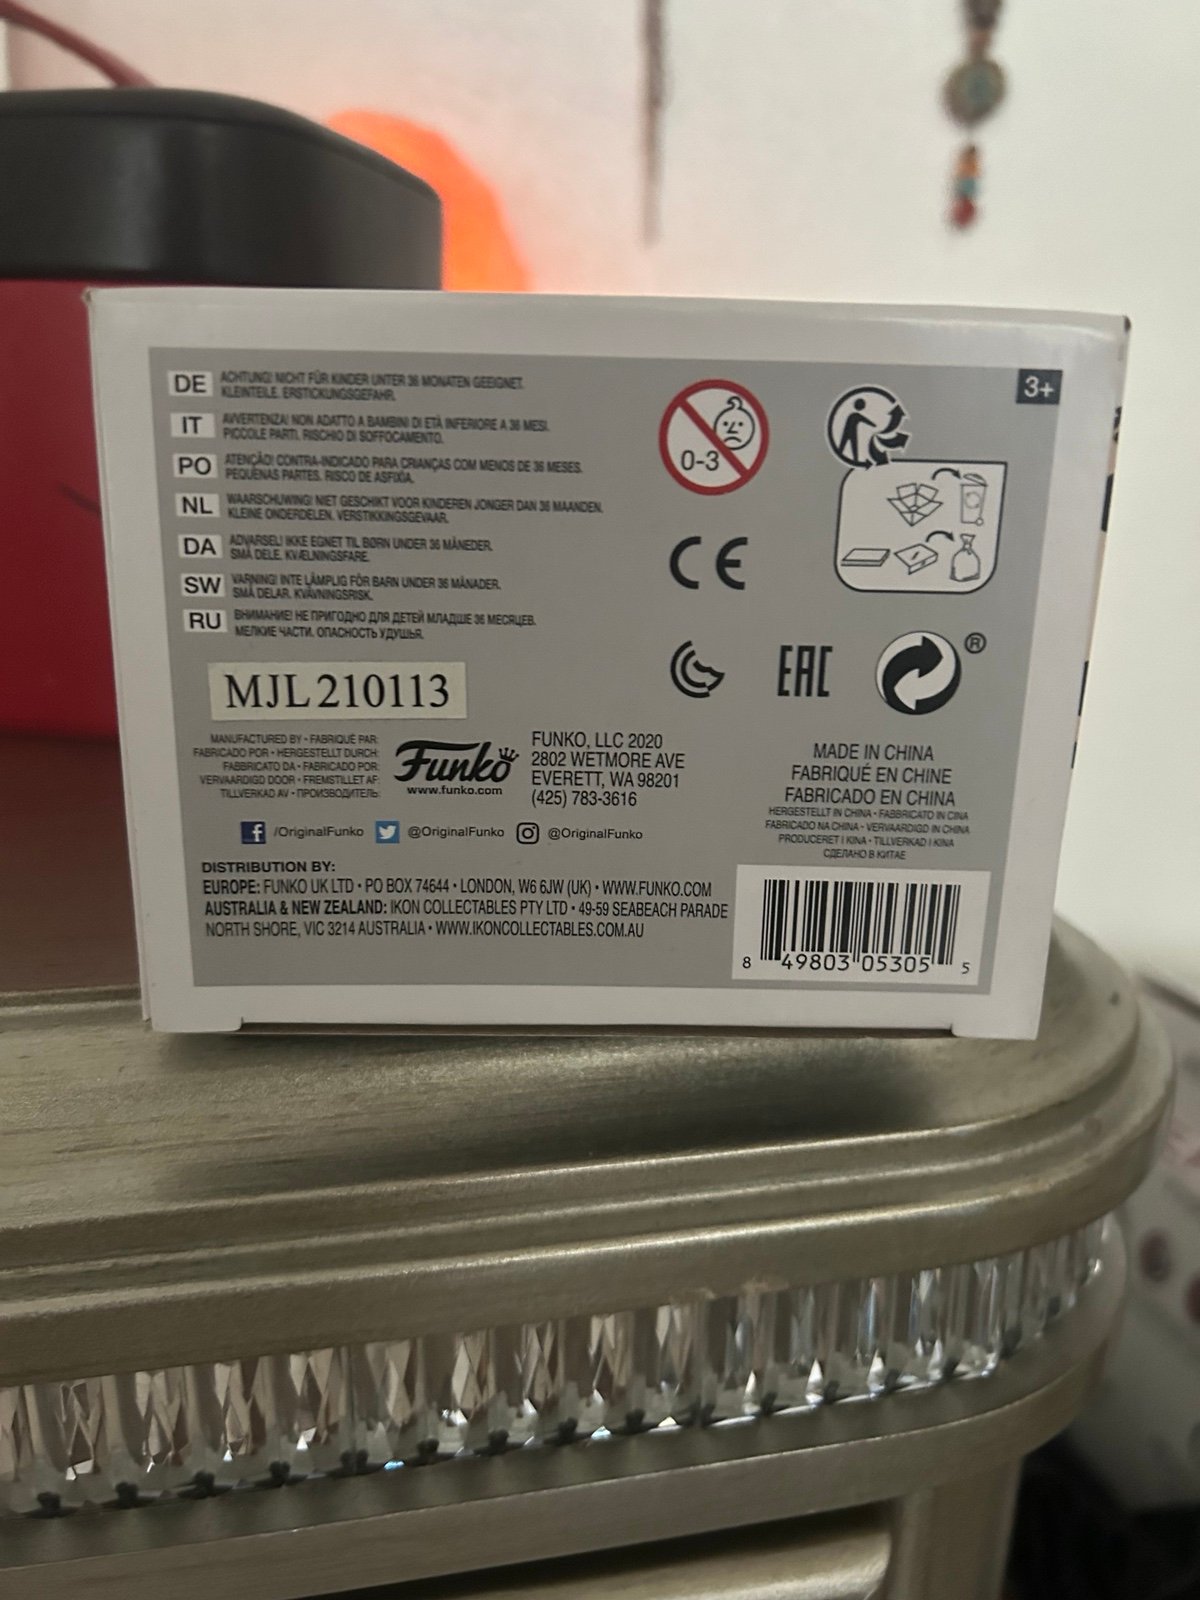 3+
DE ACHTUNG! NICHT FÜR KINDER UNTER 36 MONATEN GEEIGNET.
KLEINTEILE. ERSTICKUNGSGEFAHR.
IT AVVERTENZA! NON ADATTO A BAMBINI DI ETÀ INFERIORE A 36 MESI.
PICCOLE PARTI. RISCHIO DI SOFFOCAMENTO.
PO ATENÇÃO! CONTRA-INDICADO PARA CRIANÇAS COM MENOS DE 36 MESES.
PEQUENAS PARTES. RISCO DE ASFIXIA.
NL WAARSCHUWING! NIET GESCHIKT VOOR KINDEREN JONGER DAN 36 MAANDEN.
KLEINE ONDERDELEN. VERSTIKKINGSGEVAAR.
DA ADVARSEL! IKKE EGNET TIL BØRN UNDER 36 MÅNEDER.
SMÅ DELE. KVÆLNINGSFARE.
SW VARNING! INTE LÄMPLIG FÖR BARN UNDER 36 MÅNADER.
SMÅ DELAR. KVÄVNINGSRISK.
RU ВНИМАНИЕ! НЕ ПРИГОДНО ДЛЯ ДЕТЕЙ МЛАДШЕ 36 МЕСЯЦЕВ.
МЕЛКИЕ ЧАСТИ. ОПАСНОСТЬ УДУШЬЯ.
0-3
CE
EAC
®
MJL 210113
MANUFACTURED BY • FABRIQUÉ PAR:
FABRICADO POR • HERGESTELLT DURCH:
FABBRICATO DA • FABRICADO POR:
VERVAARDIGD DOOR • FREMSTILLET AF:
TILLVERKAD AV • ПРОИЗВОДИТЕЛЬ:
Funko
www.funko.com
FUNKO, LLC 2020
2802 WETMORE AVE
EVERETT, WA 98201
(425) 783-3616
MADE IN CHINA
FABRIQUÉ EN CHINE
FABRICADO EN CHINA
HERGESTELLT IN CHINA • FABBRICATO IN CINA
FABRICADO NA CHINA • VERVAARDIGD IN CHINA
PRODUCERET I KINA • TILLVERKAD I KINA
СДЕЛАНО В КИТАЕ
f /OriginalFunko @OriginalFunko @OriginalFunko
DISTRIBUTION BY:
EUROPE: FUNKO UK LTD • PO BOX 74644 • LONDON, W6 6JW (UK) • WWW.FUNKO.COM
AUSTRALIA & NEW ZEALAND: IKON COLLECTABLES PTY LTD • 49-59 SEABEACH PARADE
NORTH SHORE, VIC 3214 AUSTRALIA • WWW.IKONCOLLECTABLES.COM.AU
8 49803 05305 5